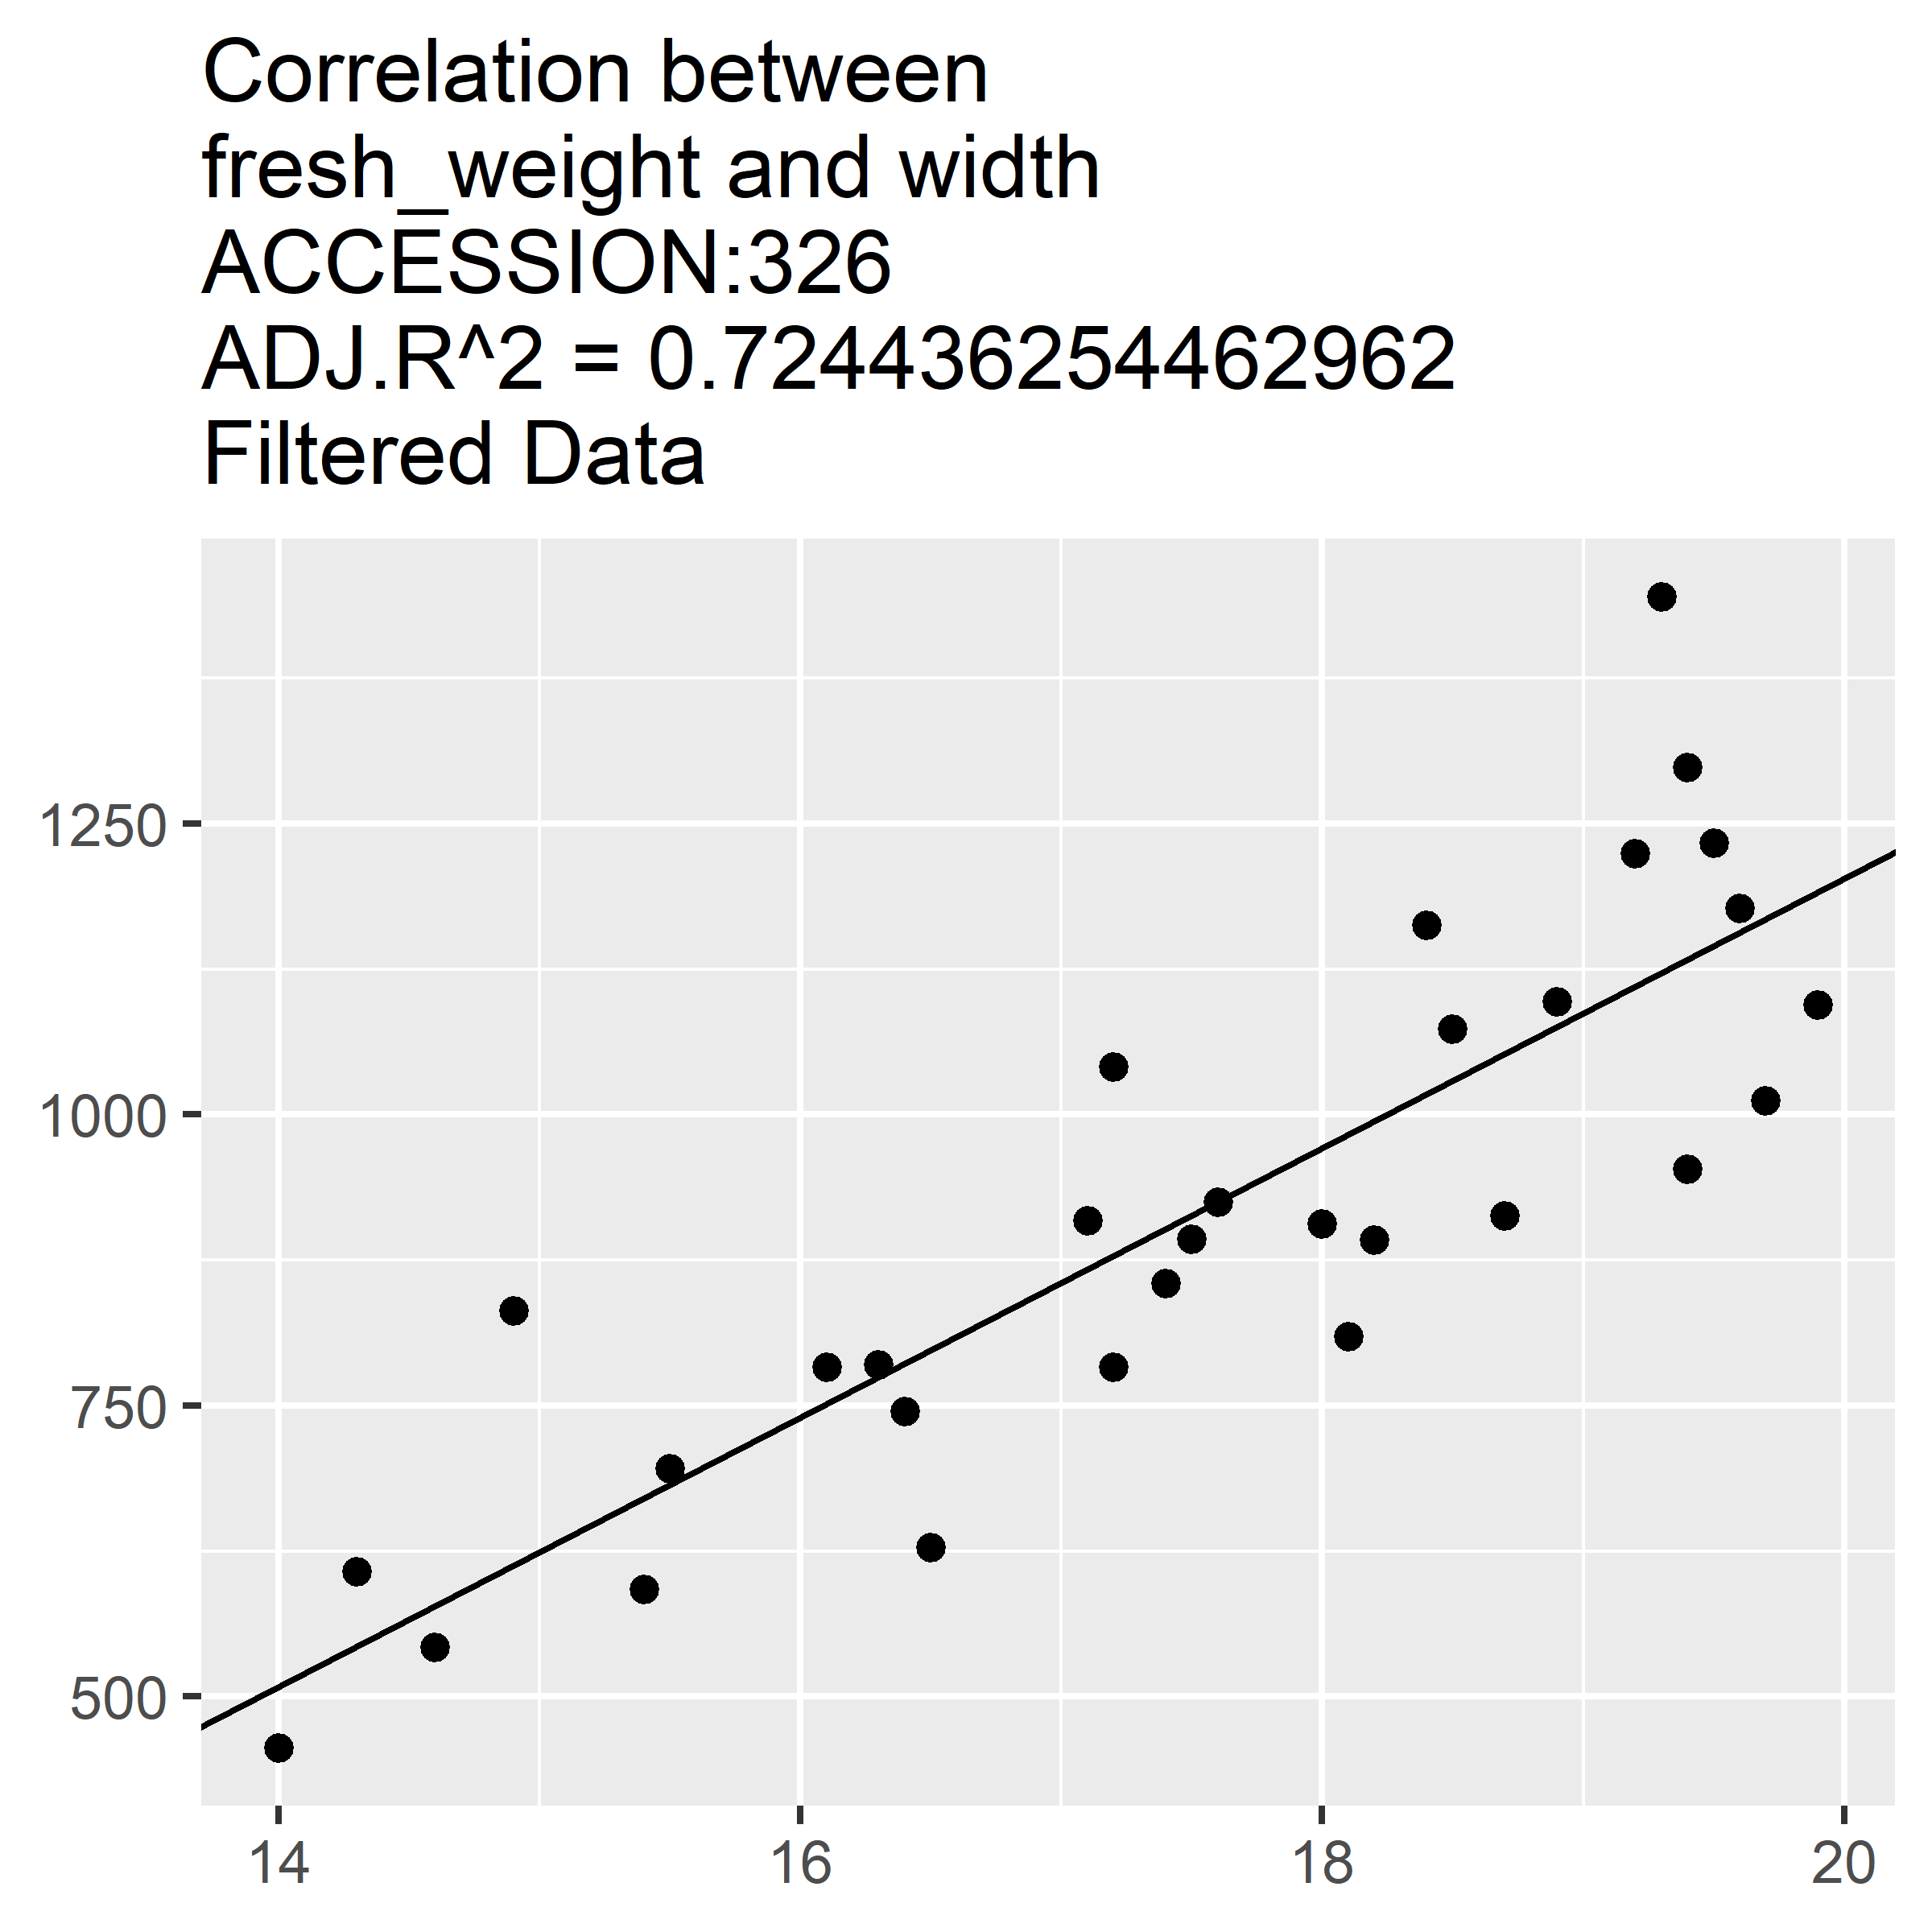 Correlation between
fresh_weight and width
ACCESSION:326
ADJ.R^2 = 0.724436254462962
Filtered Data
1250
1000
750
500
14 16 18 20